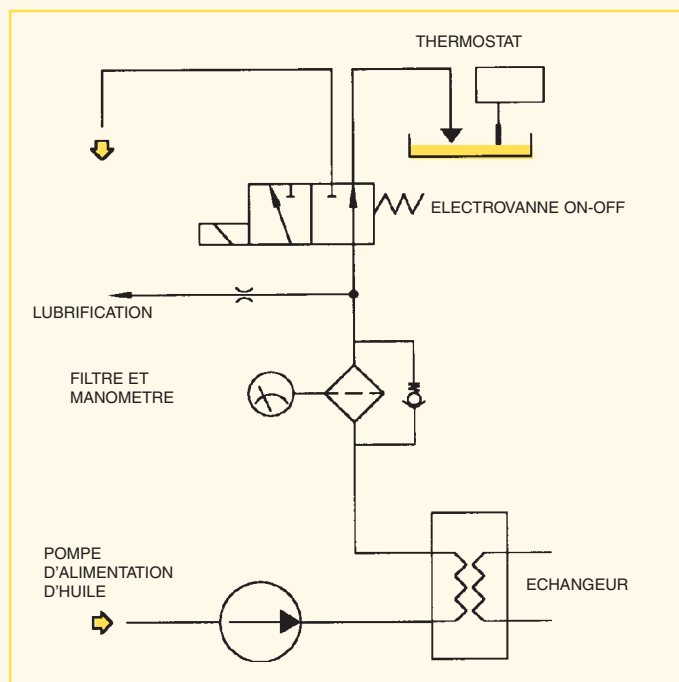 THERMOSTAT
ELECTROVANNE ON-OFF
LUBRIFICATION
FILTRE ET
MANOMETRE
POMPE
D'ALIMENTATION
D'HUILE
ECHANGEUR